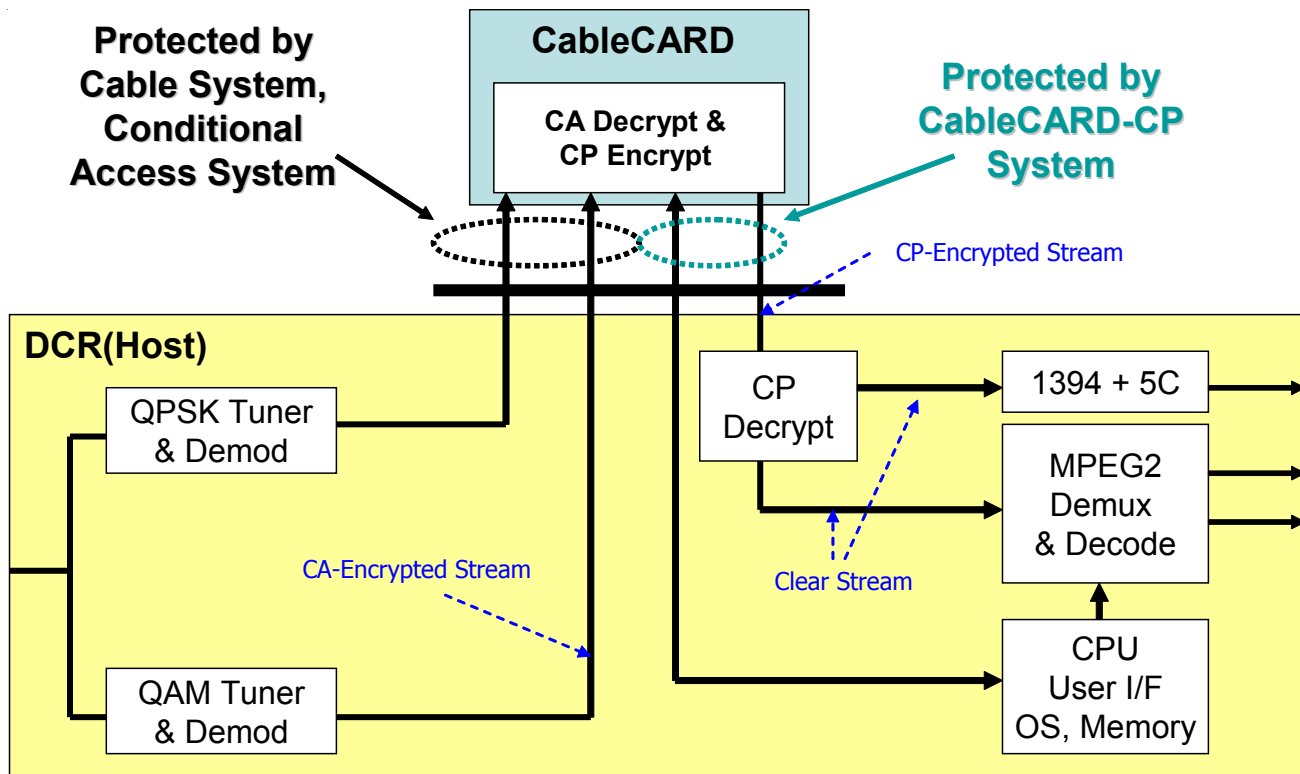 Protected by
Cable System,
Conditional
Access System
CableCARD
CA Decrypt &
CP Encrypt
Protected by
CableCARD-CP
System
CP-Encrypted Stream
DCR(Host)
QPSK Tuner
& Demod
CP
Decrypt
1394 + 5C
MPEG2
Demux
& Decode
CA-Encrypted Stream
Clear Stream
QAM Tuner
& Demod
CPU
User I/F
OS, Memory